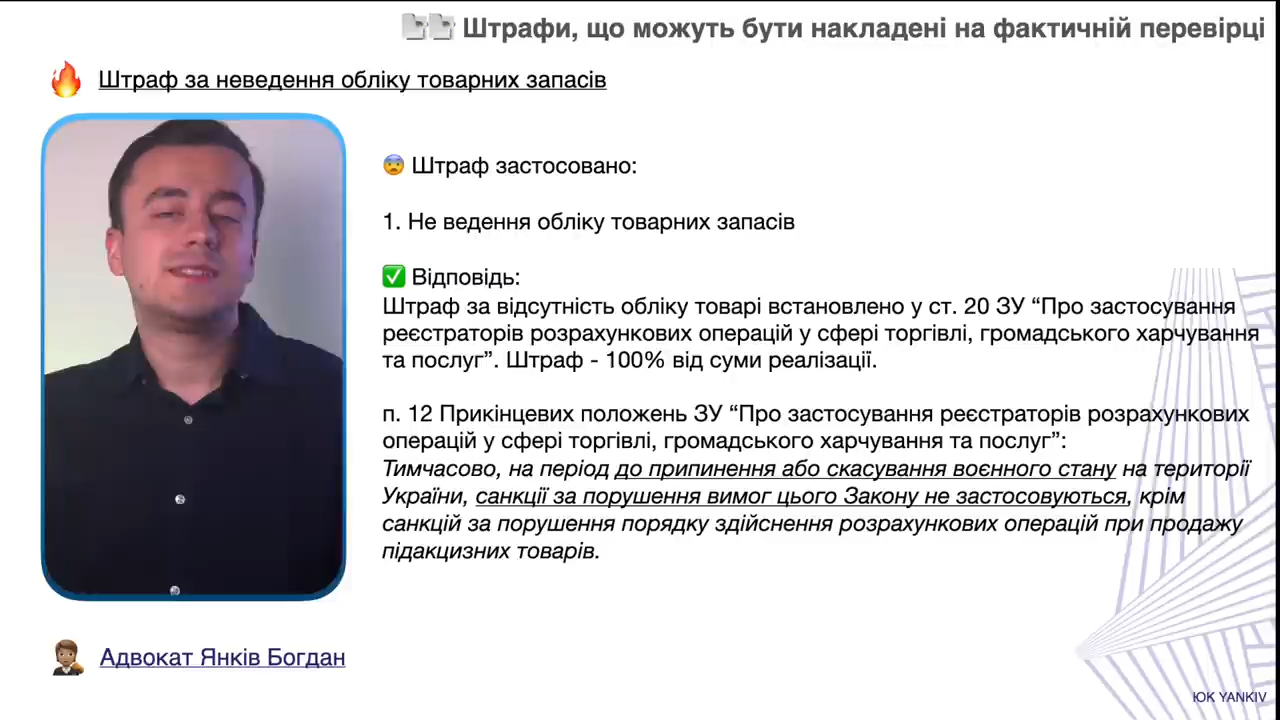 Штрафи, що можуть бути накладені на фактичній перевірці
🔥 Штраф за неведення обліку товарних запасів
😨 Штраф застосовано:
1. Не ведення обліку товарних запасів
✅ Відповідь:
Штраф за відсутність обліку товарі встановлено у ст. 20 ЗУ “Про застосування
реєстраторів розрахункових операцій у сфері торгівлі, громадського харчування
та послуг”. Штраф - 100% від суми реалізації.
п. 12 Прикінцевих положень ЗУ “Про застосування реєстраторів розрахункових
операцій у сфері торгівлі, громадського харчування та послуг”:
Тимчасово, на період до припинення або скасування воєнного стану на території
України, санкції за порушення вимог цього Закону не застосовуються, крім
санкцій за порушення порядку здійснення розрахункових операцій при продажу
підакцизних товарів.
Адвокат Янків Богдан
ЮК YANKIV